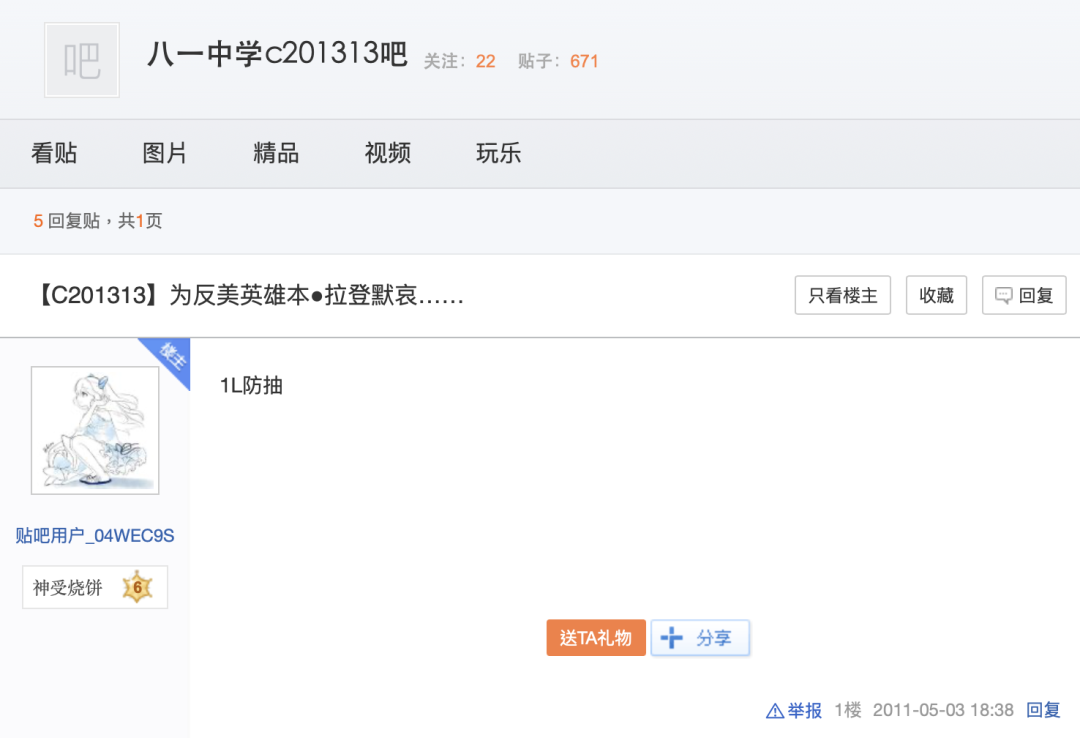 吧
八一中学c201313吧 关注：22 贴子：671
看贴 图片 精品 视频 玩乐
5 回复贴，共1页
【C201313】为反美英雄本●拉登默哀…… 只看楼主 收藏 回复
楼主
1L防抽
贴吧用户_04WEC9S
神受烧饼 6
送TA礼物 分享
举报 1楼 2011-05-03 18:38 回复